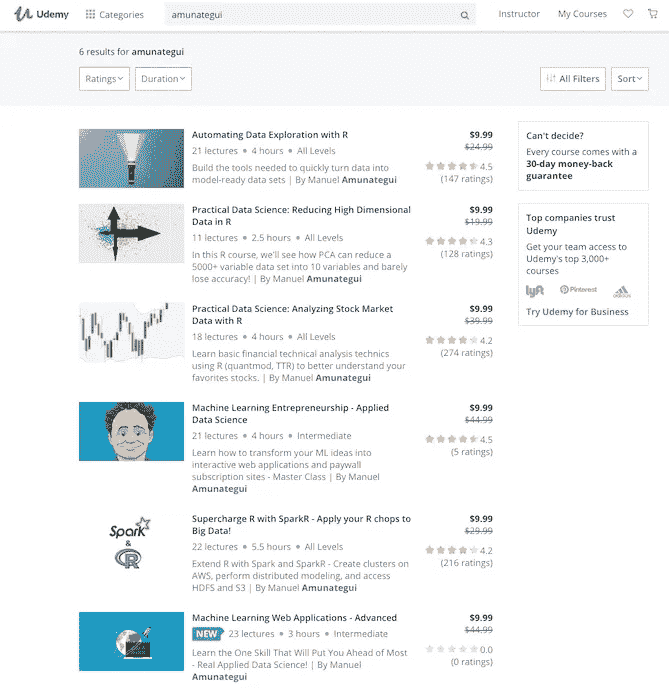 Udemy
Categories
amunategui
Instructor
My Courses
6 results for amunategui
Ratings
Duration
All Filters
Sort
Automating Data Exploration with R
21 lectures • 4 hours • All Levels
Build the tools needed to quickly turn data into
model-ready data sets | By Manuel Amunategui
$9.99
$24.99
4.5
(147 ratings)
Practical Data Science: Reducing High Dimensional
Data in R
11 lectures • 2.5 hours • All Levels
In this R course, we'll see how PCA can reduce a
5000+ variable data set into 10 variables and barely
lose accuracy! | By Manuel Amunategui
$9.99
$19.99
4.3
(128 ratings)
Practical Data Science: Analyzing Stock Market
Data with R
18 lectures • 4 hours • All Levels
Learn basic financial technical analysis technics
using R (quantmod, TTR) to better understand your
favorites stocks. | By Manuel Amunategui
$9.99
$39.99
4.2
(274 ratings)
Machine Learning Entrepreneurship - Applied
Data Science
21 lectures • 4 hours • Intermediate
Learn how to transform your ML ideas into
interactive web applications and paywall
subscription sites - Master Class | By Manuel
Amunategui
$9.99
$44.99
4.5
(5 ratings)
Spark
&
R
Supercharge R with SparkR - Apply your R chops to
Big Data!
22 lectures • 5.5 hours • All Levels
Extend R with Spark and SparkR - Create clusters on
AWS, perform distributed modeling, and access
HDFS and S3 | By Manuel Amunategui
$9.99
$29.99
4.2
(216 ratings)
Machine Learning Web Applications - Advanced
NEW 23 lectures • 3 hours • Intermediate
Learn the One Skill That Will Put You Ahead of Most
- Real Applied Data Science! | By Manuel
Amunategui
$9.99
$44.99
0.0
(0 ratings)
Can't decide?
Every course comes with a
30-day money-back
guarantee
Top companies trust
Udemy
Get your team access to
Udemy's top 3,000+
courses
lyft Pinterest adidas
Try Udemy for Business